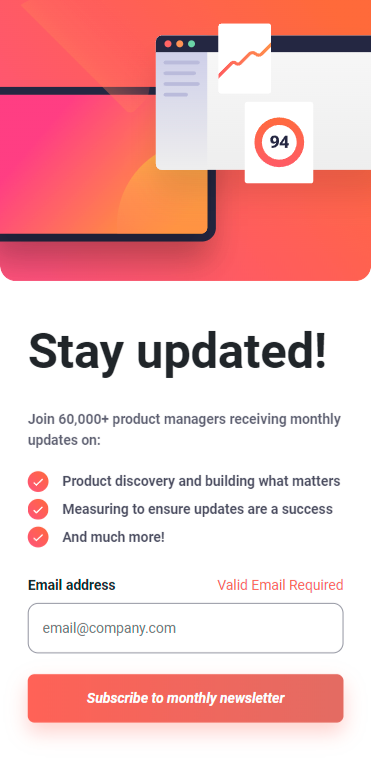 94
Stay updated!
Join 60,000+ product managers receiving monthly
updates on:
Product discovery and building what matters
Measuring to ensure updates are a success
And much more!
Email address
Valid Email Required
email@company.com
Subscribe to monthly newsletter